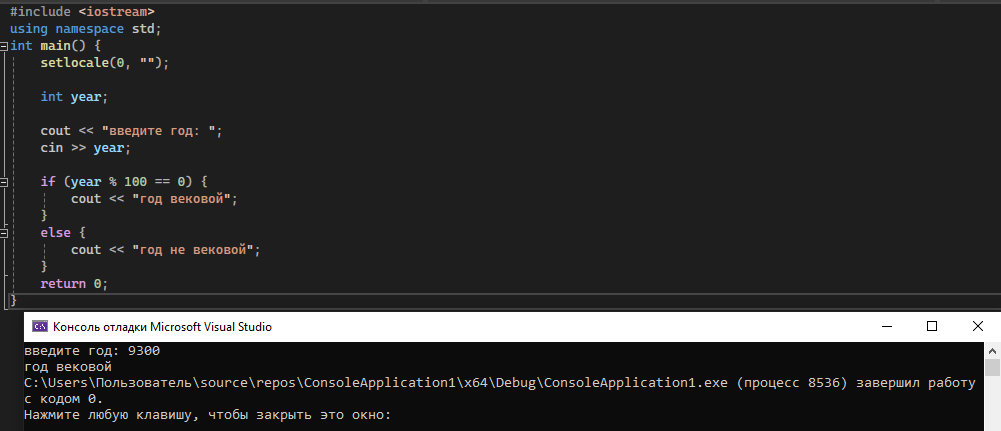 #include <iostream>
using namespace std;
int main() {
setlocale(0, "");
int year;
cout << "введите год: ";
cin >> year;
if (year % 100 == 0) {
cout << "год вековой";
}
else {
cout << "год не вековой";
}
return 0;
}
C:\ Консоль отладки Microsoft Visual Studio
введите год: 9300
год вековой
C:\Users\Пользователь\source\repos\ConsoleApplication1\x64\Debug\ConsoleApplication1.exe (процесс 8536) завершил работу
с кодом 0.
Нажмите любую клавишу, чтобы закрыть это окно: